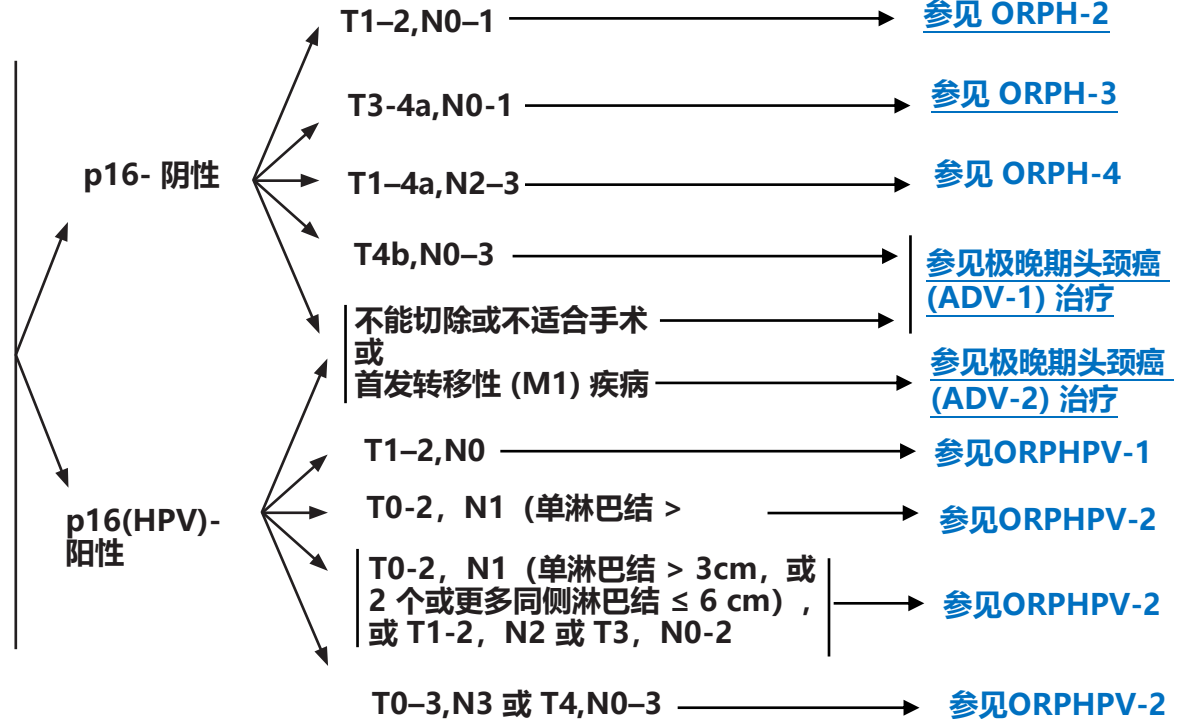 T1–2,N0–1
参见 ORPH-2
T3-4a,N0-1
参见 ORPH-3
p16- 阴性
T1–4a,N2–3
参见 ORPH-4
T4b,N0–3
参见极晚期头颈癌
(ADV-1) 治疗
不能切除或不适合手术
或
首发转移性 (M1) 疾病
参见极晚期头颈癌
(ADV-2) 治疗
T1–2,N0
参见ORPHPV-1
p16(HPV)-
阳性
T0-2，N1（单淋巴结 >
参见ORPHPV-2
T0-2，N1（单淋巴结 > 3cm，或
2 个或更多同侧淋巴结 ≤ 6 cm）,
或 T1-2，N2 或 T3，N0-2
参见ORPHPV-2
T0–3,N3 或 T4,N0–3
参见ORPHPV-2